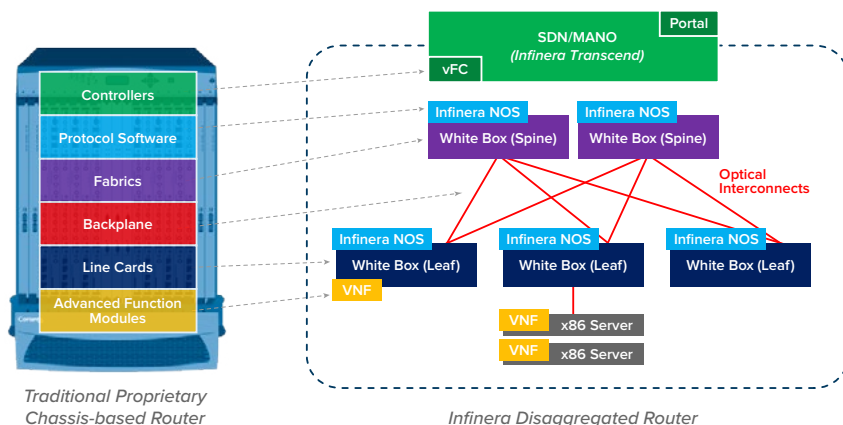 SDN/MANO
(Infinera Transcend)
Portal
vFC
Controllers
Protocol Software
Fabrics
Backplane
Line Cards
Advanced Function
Modules
Infinera NOS
White Box (Spine)
Infinera NOS
White Box (Spine)
Optical
Interconnects
Infinera NOS
White Box (Leaf)
VNF
Infinera NOS
White Box (Leaf)
Infinera NOS
White Box (Leaf)
VNF
x86 Server
VNF
x86 Server
Traditional Proprietary
Chassis-based Router
Infinera Disaggregated Router